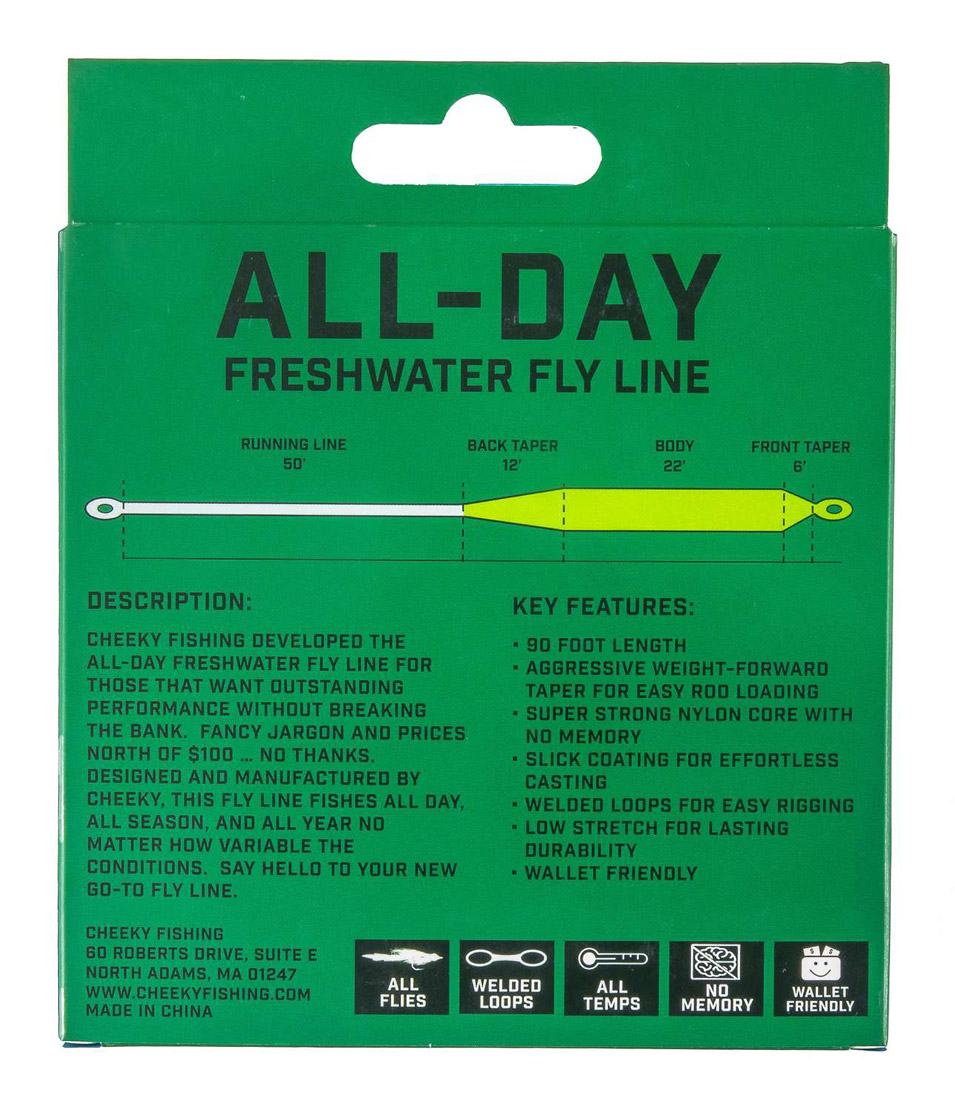 ALL-DAY
FRESHWATER FLY LINE
RUNNING LINE
50'
BACK TAPER
12'
BODY
22'
FRONT TAPER
6'
DESCRIPTION:
CHEEKY FISHING DEVELOPED THE
ALL-DAY FRESHWATER FLY LINE FOR
THOSE THAT WANT OUTSTANDING
PERFORMANCE WITHOUT BREAKING
THE BANK. FANCY JARGON AND PRICES
NORTH OF $100 ... NO THANKS.
DESIGNED AND MANUFACTURED BY
CHEEKY, THIS FLY LINE FISHES ALL DAY,
ALL SEASON, AND ALL YEAR NO
MATTER HOW VARIABLE THE
CONDITIONS. SAY HELLO TO YOUR NEW
GO-TO FLY LINE.
KEY FEATURES:
• 90 FOOT LENGTH
• AGGRESSIVE WEIGHT-FORWARD
TAPER FOR EASY ROD LOADING
• SUPER STRONG NYLON CORE WITH
NO MEMORY
• SLICK COATING FOR EFFORTLESS
CASTING
• WELDED LOOPS FOR EASY RIGGING
• LOW STRETCH FOR LASTING
DURABILITY
• WALLET FRIENDLY
CHEEKY FISHING
60 ROBERTS DRIVE, SUITE E
NORTH ADAMS, MA 01247
WWW.CHEEKYFISHING.COM
MADE IN CHINA
ALL
FLIES
WELDED
LOOPS
ALL
TEMPS
NO
MEMORY
WALLET
FRIENDLY